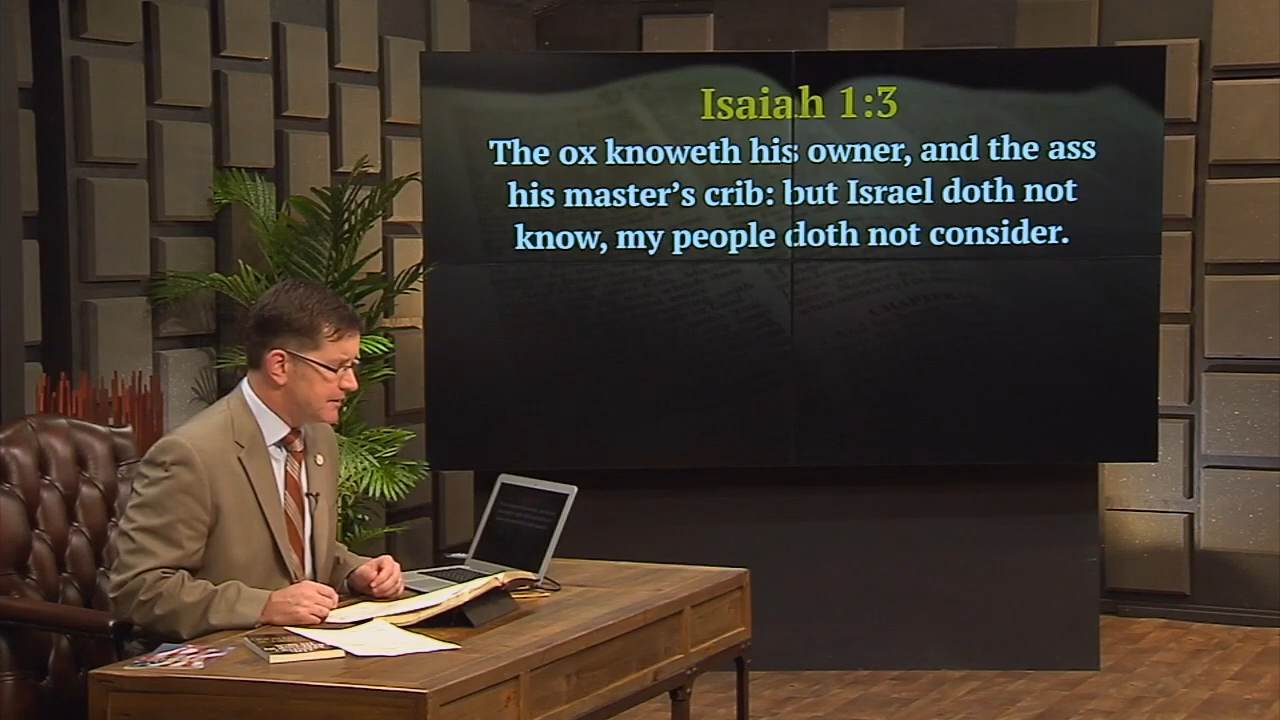 Isaiah 1:3
The ox knoweth his owner, and the ass
his master’s crib: but Israel doth not
know, my people doth not consider.